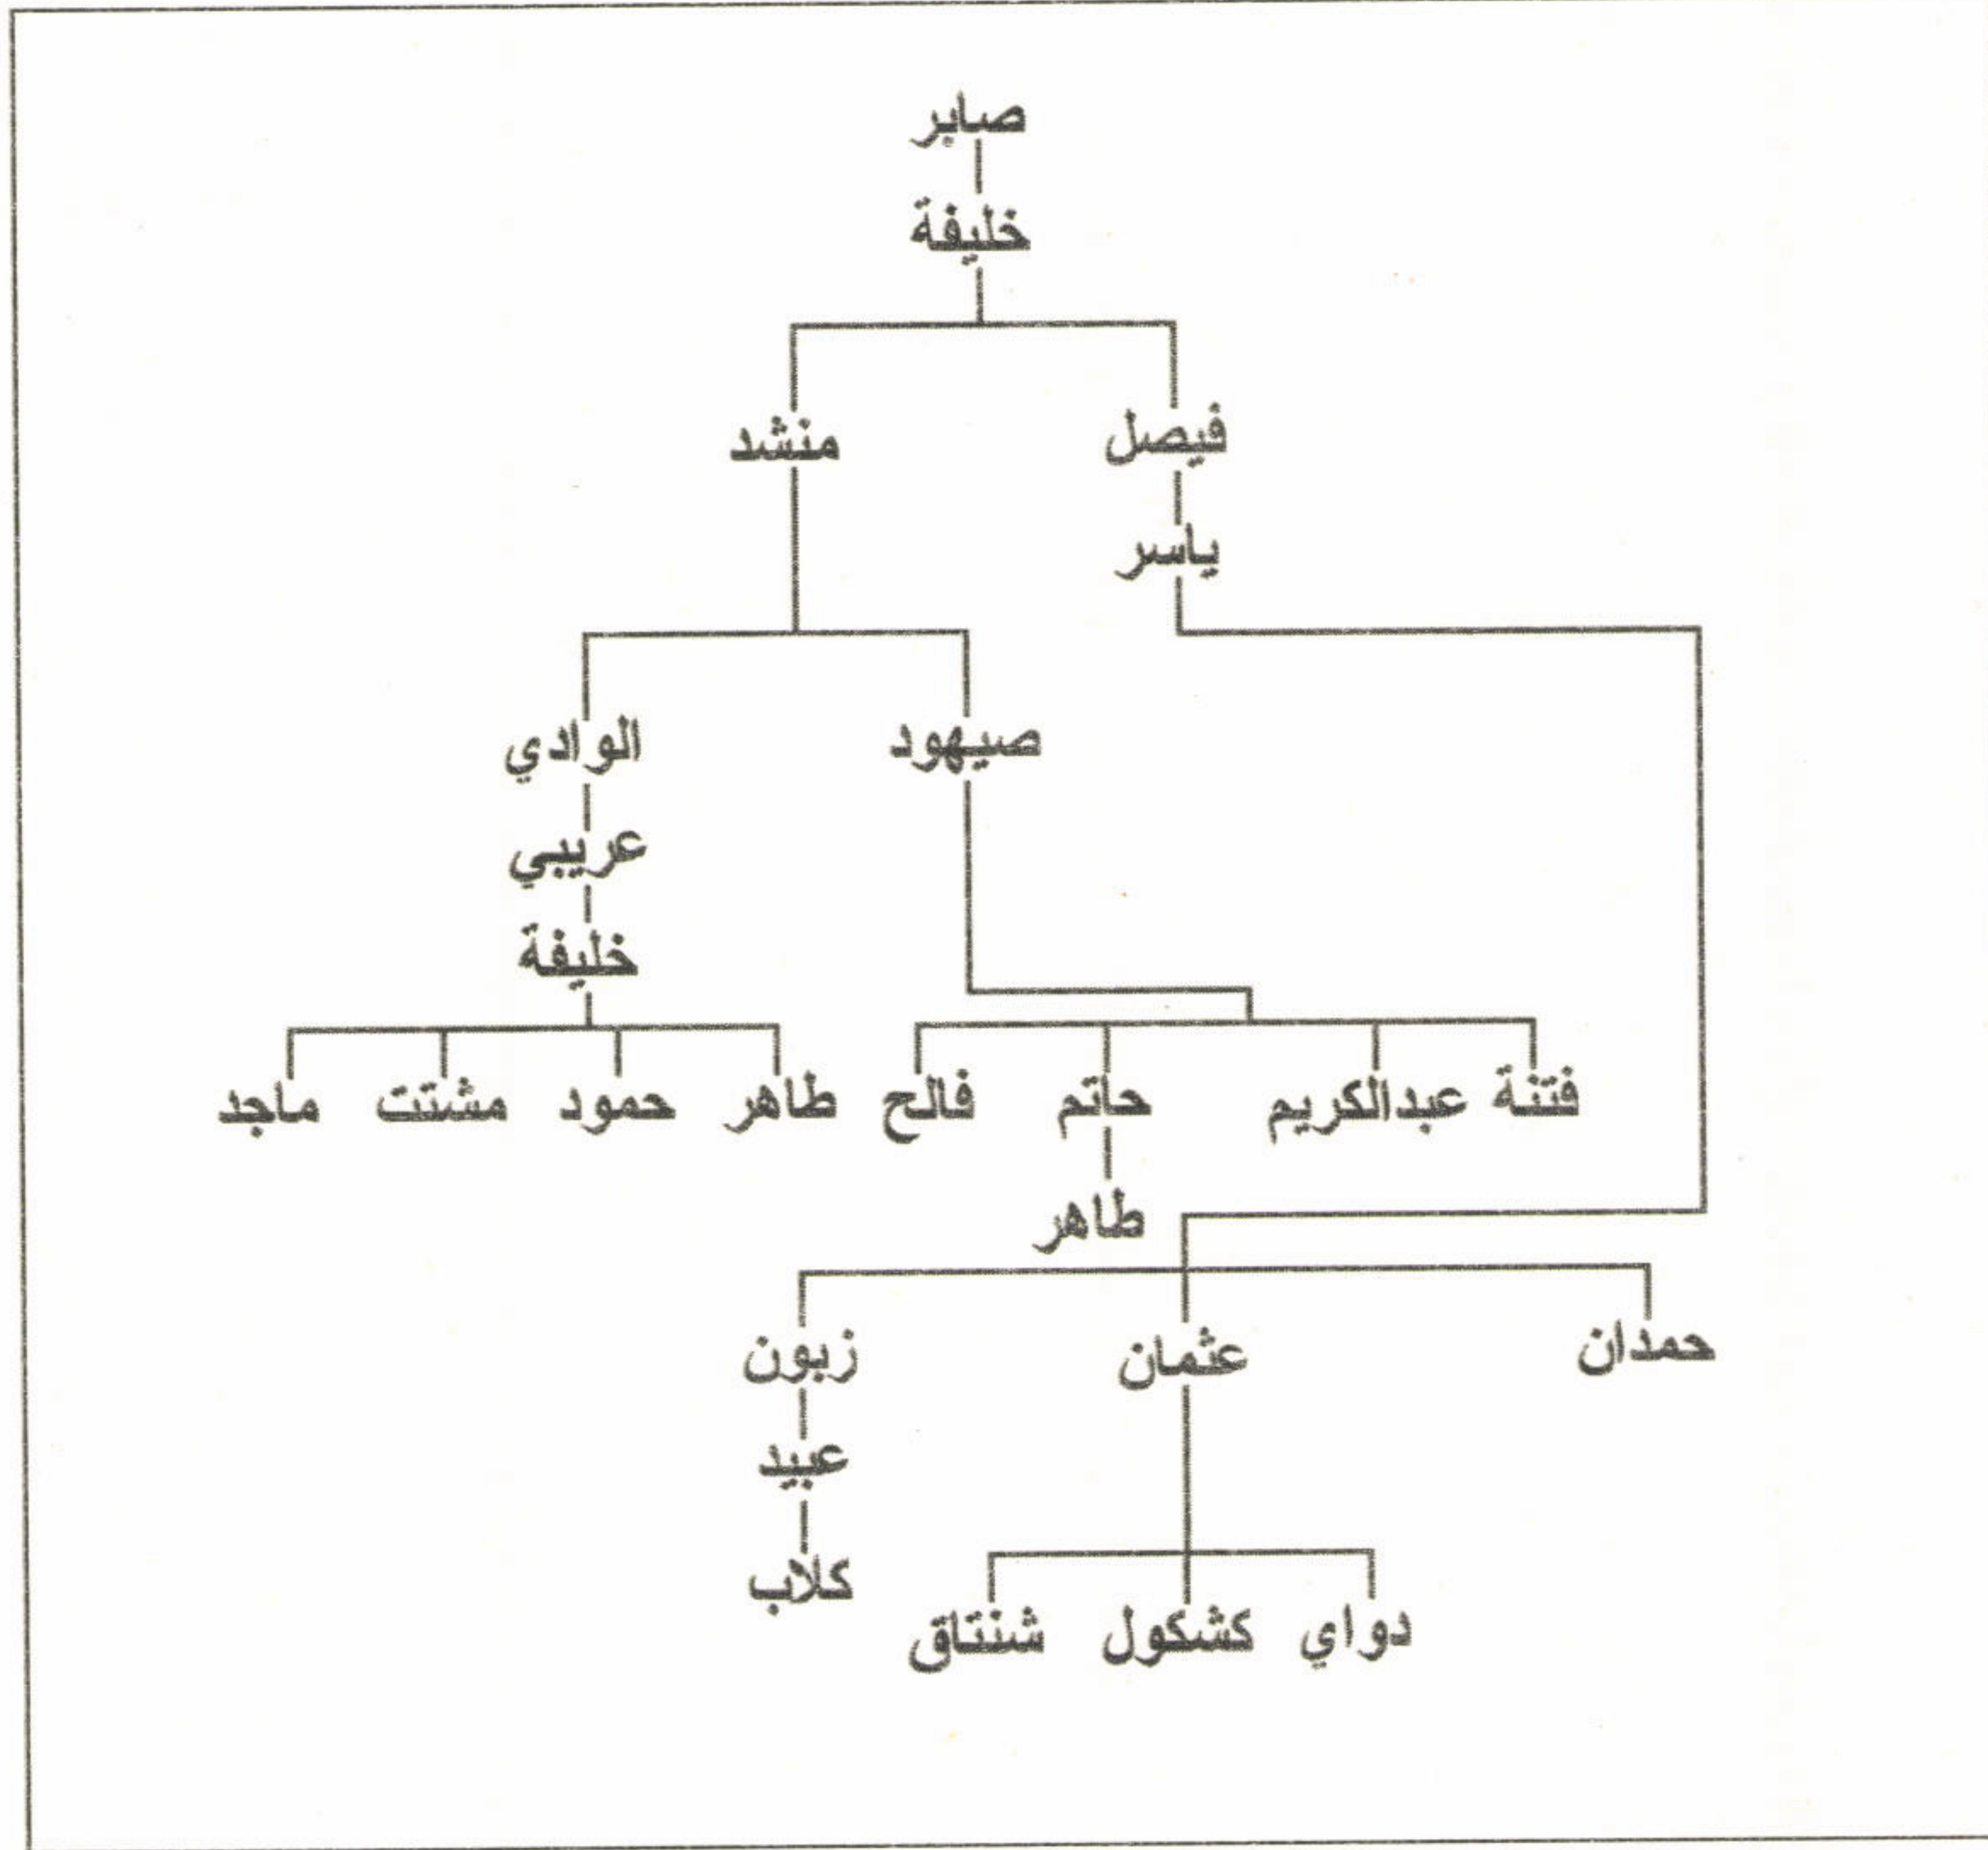 صابر
خليفة
فيصل منشد
ياسر
صيهود الوادي
عريبي
خليفة
فتنة عبدالكريم حاتم فالح طاهر حمود مشتت ماجد
طاهر
حمدان عثمان زبون
عبيد
كلاب
دواي كشكول شنتاق